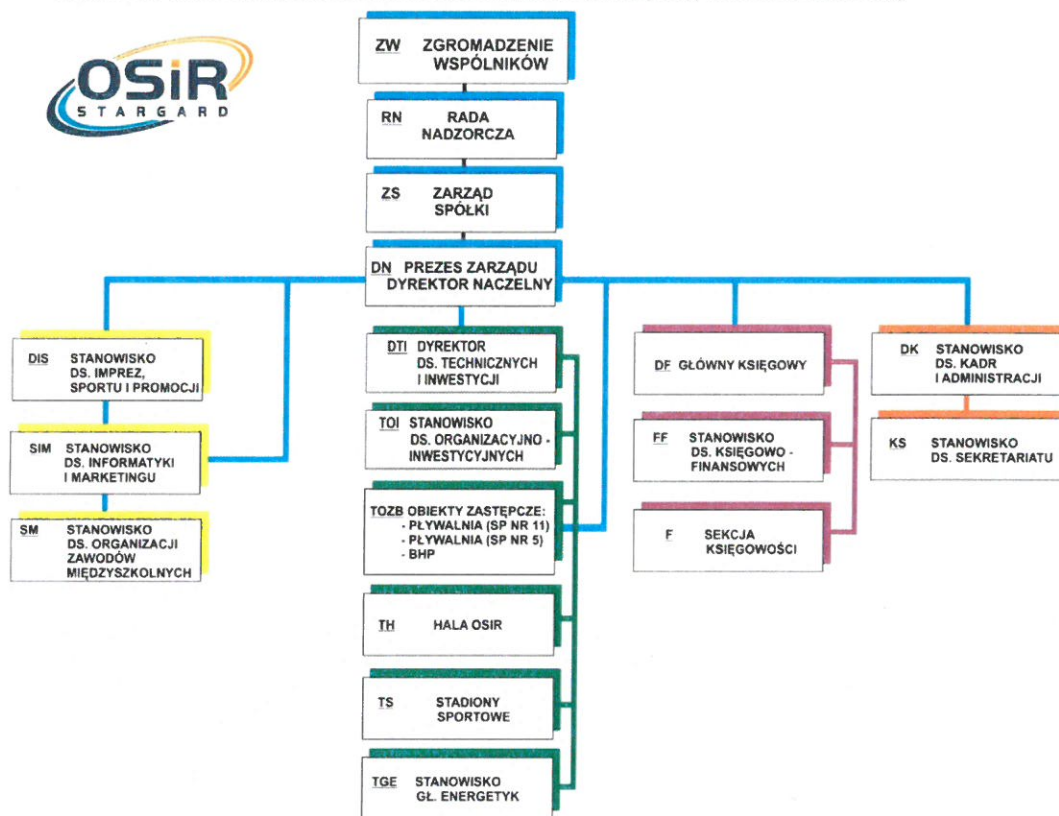 OSiR
STARGARD
ZW ZGROMADZENIE
WSPÓLNIKÓW
RN RADA
NADZORCZA
ZS ZARZĄD
SPÓŁKI
DN PREZES ZARZĄDU
DYREKTOR NACZELNY
DIS STANOWISKO
DS. IMPREZ,
SPORTU I PROMOCJI
SIM STANOWISKO
DS. INFORMATYKI
I MARKETINGU
SM STANOWISKO
DS. ORGANIZACJI
ZAWODÓW
MIĘDZYSZKOLNYCH
DTI DYREKTOR
DS. TECHNICZNYCH
I INWESTYCJI
TOI STANOWISKO
DS. ORGANIZACYJNO -
INWESTYCYJNYCH
TOZB OBIEKTY ZASTĘPCZE:
- PŁYWALNIA (SP NR 11)
- PŁYWALNIA (SP NR 5)
- BHP
TH HALA OSIR
TS STADIONY
SPORTOWE
TGE STANOWISKO
GŁ. ENERGETYK
DF GŁÓWNY KSIĘGOWY
FF STANOWISKO
DS. KSIĘGOWO -
FINANSOWYCH
F SEKCJA
KSIĘGOWOŚCI
DK STANOWISKO
DS. KADR
I ADMINISTRACJI
KS STANOWISKO
DS. SEKRETARIATU